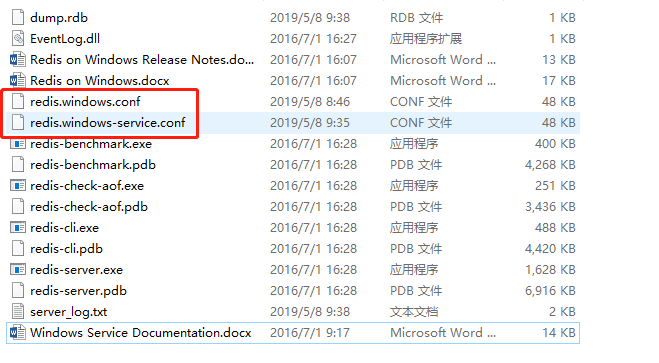 dump.rdb 2019/5/8 9:38 RDB 文件 1 KB
EventLog.dll 2016/7/1 16:27 应用程序扩展 1 KB
Redis on Windows Release Notes.do... 2016/7/1 16:07 Microsoft Word ... 13 KB
Redis on Windows.docx 2016/7/1 16:07 Microsoft Word ... 17 KB
redis.windows.conf 2019/5/8 8:46 CONF 文件 48 KB
redis.windows-service.conf 2019/5/8 9:35 CONF 文件 48 KB
redis-benchmark.exe 2016/7/1 16:28 应用程序 400 KB
redis-benchmark.pdb 2016/7/1 16:28 PDB 文件 4,268 KB
redis-check-aof.exe 2016/7/1 16:28 应用程序 251 KB
redis-check-aof.pdb 2016/7/1 16:28 PDB 文件 3,436 KB
redis-cli.exe 2016/7/1 16:28 应用程序 488 KB
redis-cli.pdb 2016/7/1 16:28 PDB 文件 4,420 KB
redis-server.exe 2016/7/1 16:28 应用程序 1,628 KB
redis-server.pdb 2016/7/1 16:28 PDB 文件 6,916 KB
server_log.txt 2019/5/8 9:38 文本文档 2 KB
Windows Service Documentation.docx 2016/7/1 9:17 Microsoft Word ... 14 KB